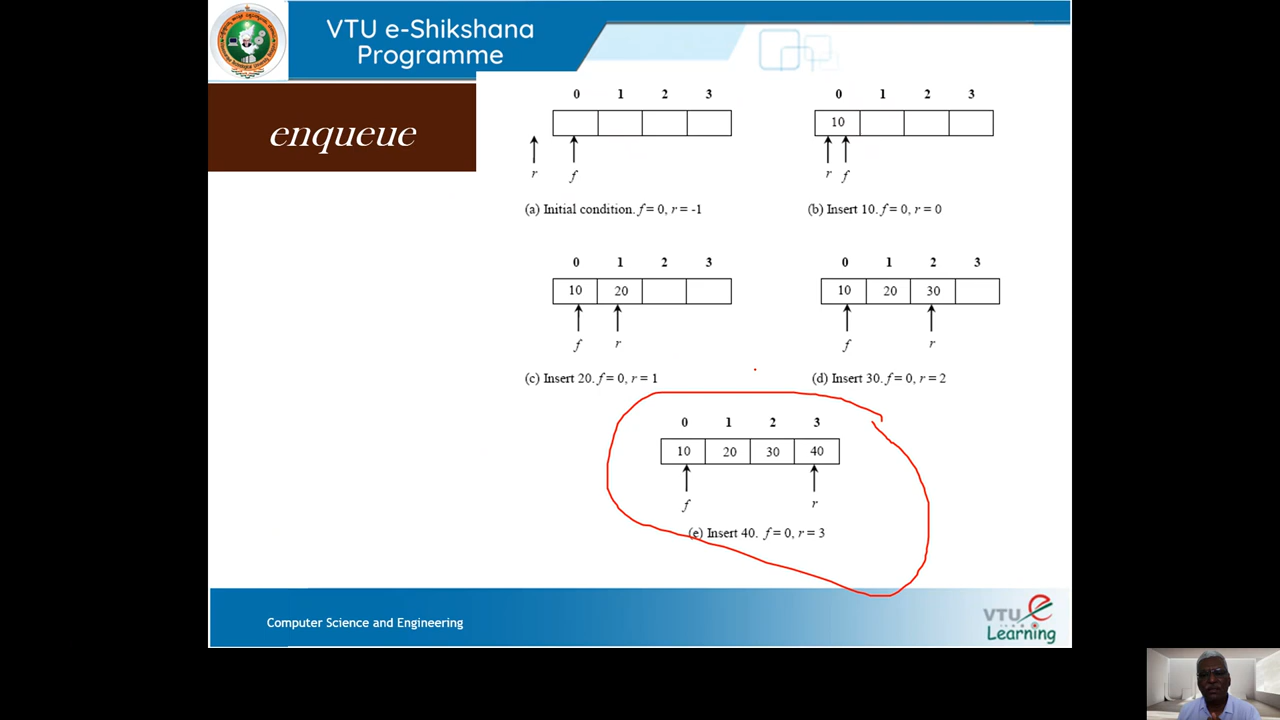 VTU e-Shikshana
Programme
enqueue
0 1 2 3
r f
(a) Initial condition. f = 0, r = -1
0 1 2 3
10
r f
(b) Insert 10. f = 0, r = 0
0 1 2 3
10 20
f r
(c) Insert 20. f = 0, r = 1
0 1 2 3
10 20 30
f r
(d) Insert 30. f = 0, r = 2
0 1 2 3
10 20 30 40
f r
(e) Insert 40. f = 0, r = 3
Computer Science and Engineering
VTU e
Learning